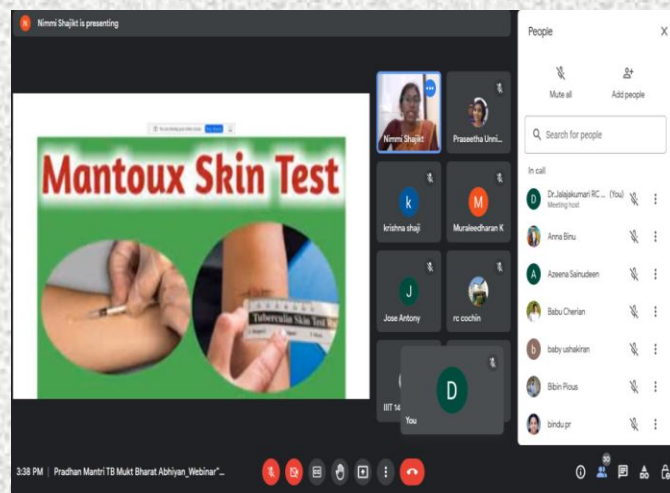 N
Nimmi Shajikt is presenting
Mantoux Skin Test
Tuberculin Skin Test
Nimmi Shajikt
Praseetha Unni...
k
krishna shaji
M
Muraleedharan K
J
Jose Antony
rc cochin
IIIT 14
D
You
People
Mute all
Add people
Search for people
In call
D
Dr.Jalajakumari RC ... (You)
Meeting host
Anna Binu
A
Azeena Sainudeen
Babu Cherian
b
baby ushakiran
Bibin Pious
bindu pr
3:38 PM | Pradhan Mantri TB Mukt Bharat Abhiyan_Webinar"...